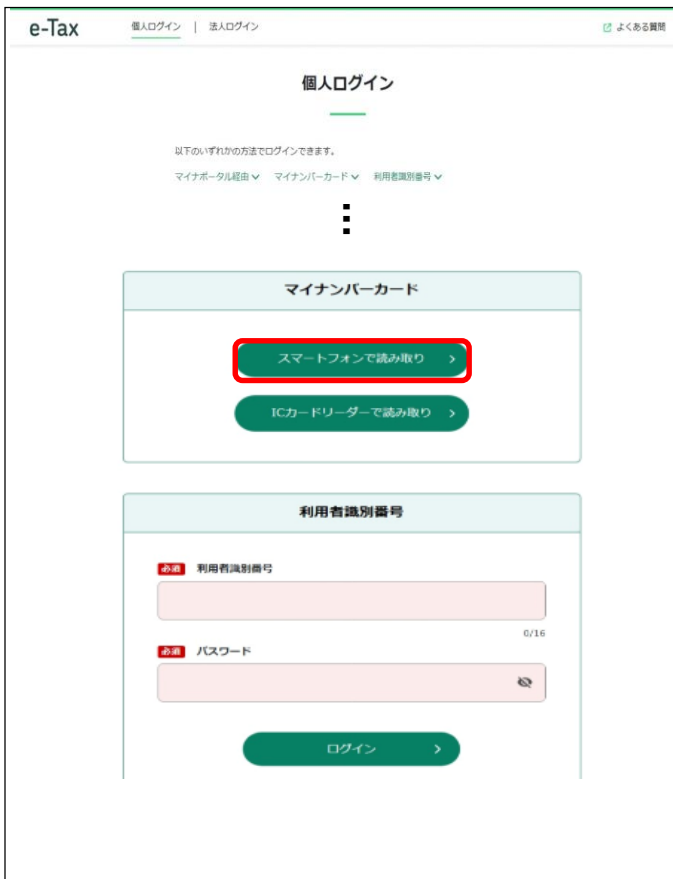 e-Tax 個人ログイン | 法人ログイン よくある質問
個人ログイン
以下のいずれかの方法でログインできます。
マイナポータル経由 マイナンバーカード 利用者識別番号
マイナンバーカード
スマートフォンで読み取り
ICカードリーダーで読み取り
利用者識別番号
必須 利用者識別番号
0/16
必須 パスワード
ログイン